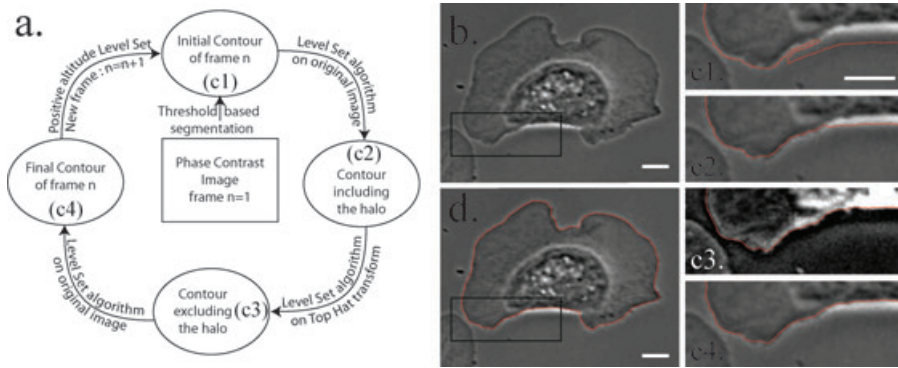 a.
Positive altitude Level Set
New frame : n=n+1
Initial Contour
of frame n
(c1)
Level Set algorithm
on original image
Threshold based
segmentation
Phase Contrast
Image
frame n=1
(c2)
Contour
including
the halo
Final Contour
of frame n
(c4)
Level Set algorithm
on original image
Contour
excluding
the halo
(c3)
Level Set algorithm
on Top Hat transform
b.
d.
c1.
c2.
c3.
c4.